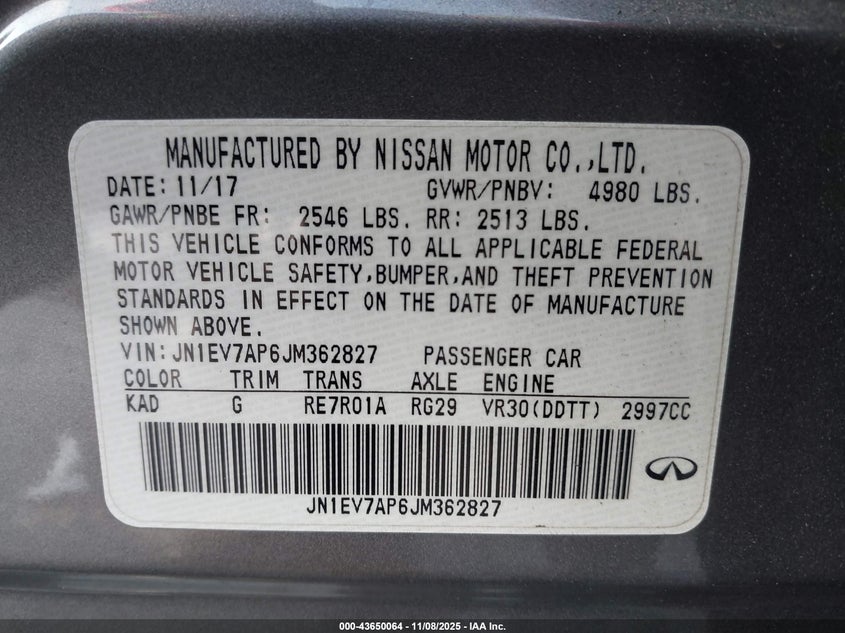 MANUFACTURED BY NISSAN MOTOR CO.,LTD.
DATE: 11/17 GVWR/PNBV: 4980 LBS.
GAWR/PNBE FR: 2546 LBS. RR: 2513 LBS.
THIS VEHICLE CONFORMS TO ALL APPLICABLE FEDERAL
MOTOR VEHICLE SAFETY,BUMPER,AND THEFT PREVENTION
STANDARDS IN EFFECT ON THE DATE OF MANUFACTURE
SHOWN ABOVE.
VIN: JN1EV7AP6JM362827 PASSENGER CAR
COLOR TRIM TRANS AXLE ENGINE
KAD G RE7R01A RG29 VR30(DDTT) 2997CC
JN1EV7AP6JM362827
000-43650064 - 11/08/2025 - IAA Inc.